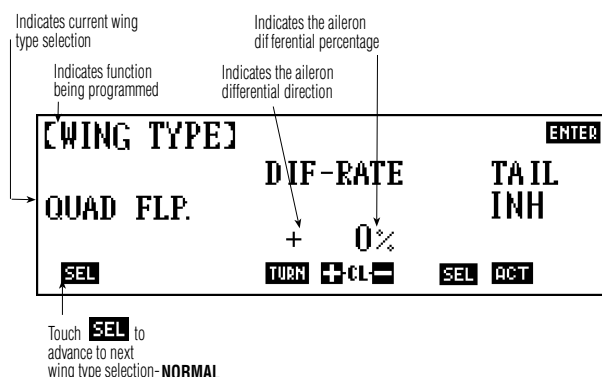 Indicates current wing
type selection
Indicates the aileron
differential percentage
Indicates function
being programmed
Indicates the aileron
differential direction
[WING TYPE]
ENTER
DIF-RATE
TAIL
QUAD FLP.
INH
+ 0%
SEL
TURN +-CL--
SEL ACT
Touch SEL to
advance to next
wing type selection-NORMAL